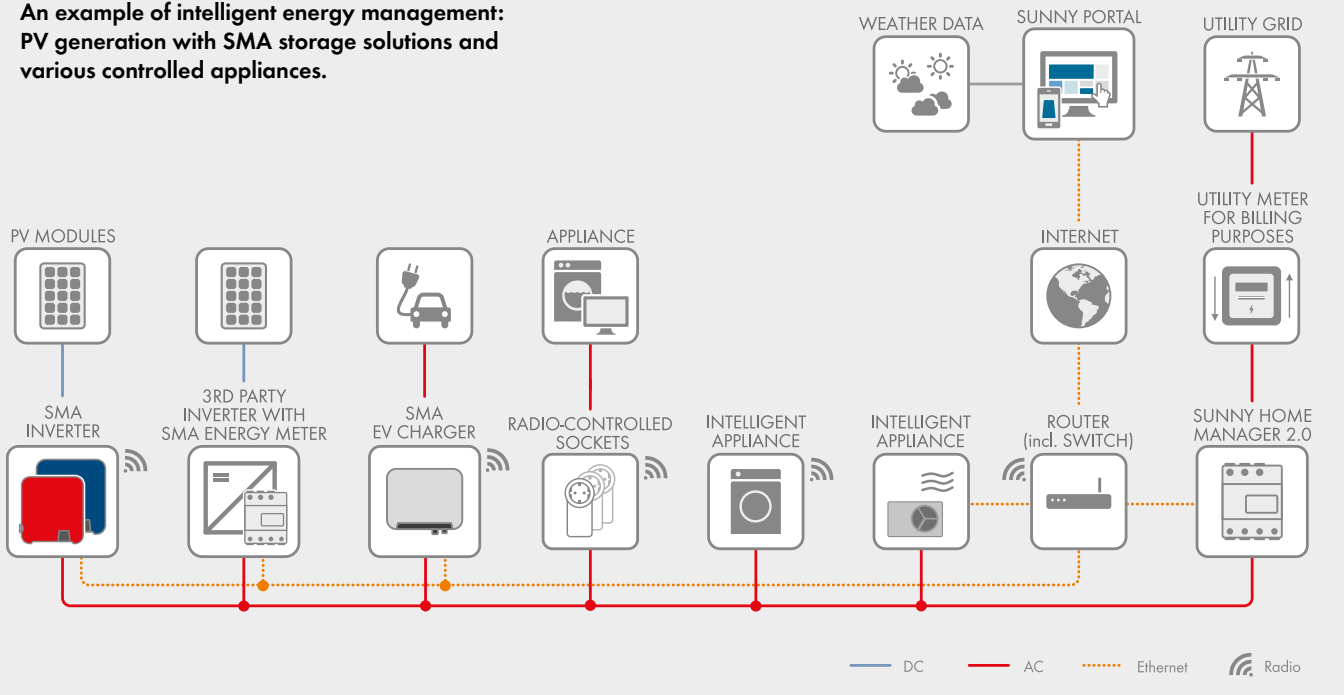 An example of intelligent energy management:
PV generation with SMA storage solutions and
various controlled appliances.
WEATHER DATA
SUNNY PORTAL
UTILITY GRID
PV MODULES
APPLIANCE
INTERNET
UTILITY METER
FOR BILLING
PURPOSES
SMA
INVERTER
3RD PARTY
INVERTER WITH
SMA ENERGY METER
SMA
EV CHARGER
RADIO-CONTROLLED
SOCKETS
INTELLIGENT
APPLIANCE
INTELLIGENT
APPLIANCE
ROUTER
(incl. SWITCH)
SUNNY HOME
MANAGER 2.0
DC
AC
Ethernet
Radio